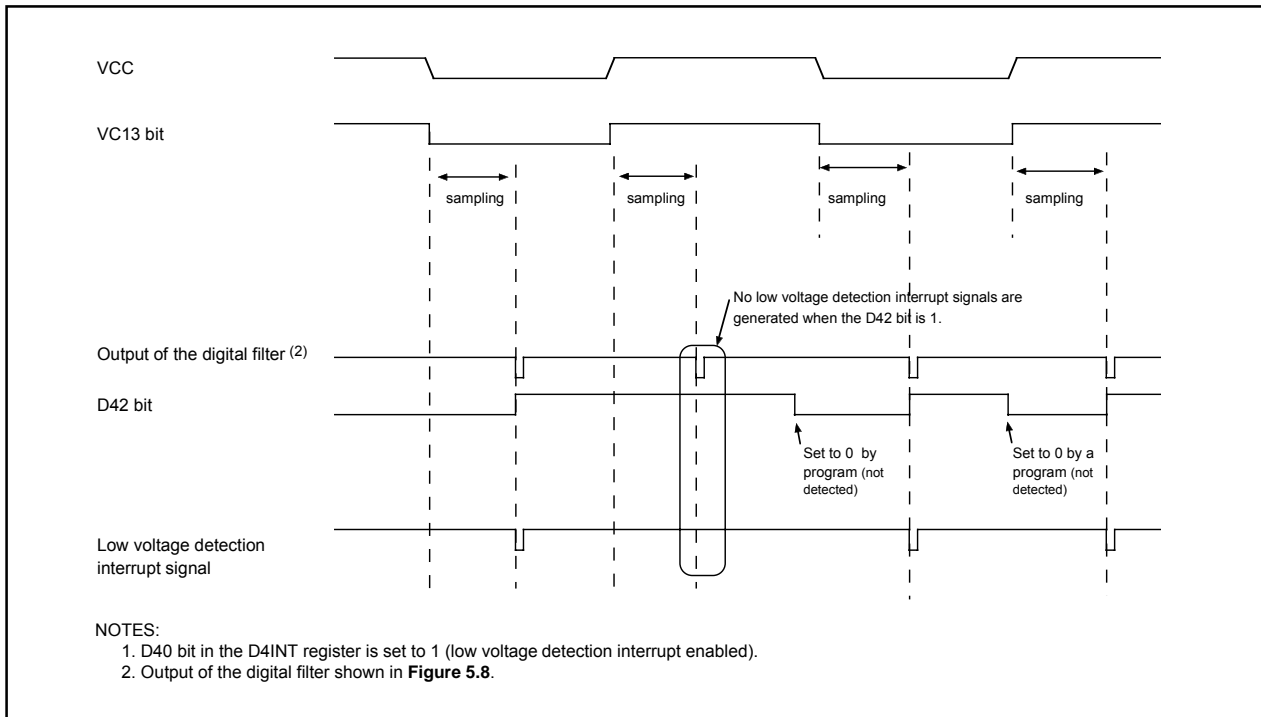 VCC
VC13 bit
sampling
sampling
sampling
sampling
No low voltage detection interrupt signals are
generated when the D42 bit is 1.
Output of the digital filter (2)
D42 bit
Set to 0 by
program (not
detected)
Set to 0 by a
program (not
detected)
Low voltage detection
interrupt signal
NOTES:
1. D40 bit in the D4INT register is set to 1 (low voltage detection interrupt enabled).
2. Output of the digital filter shown in Figure 5.8.